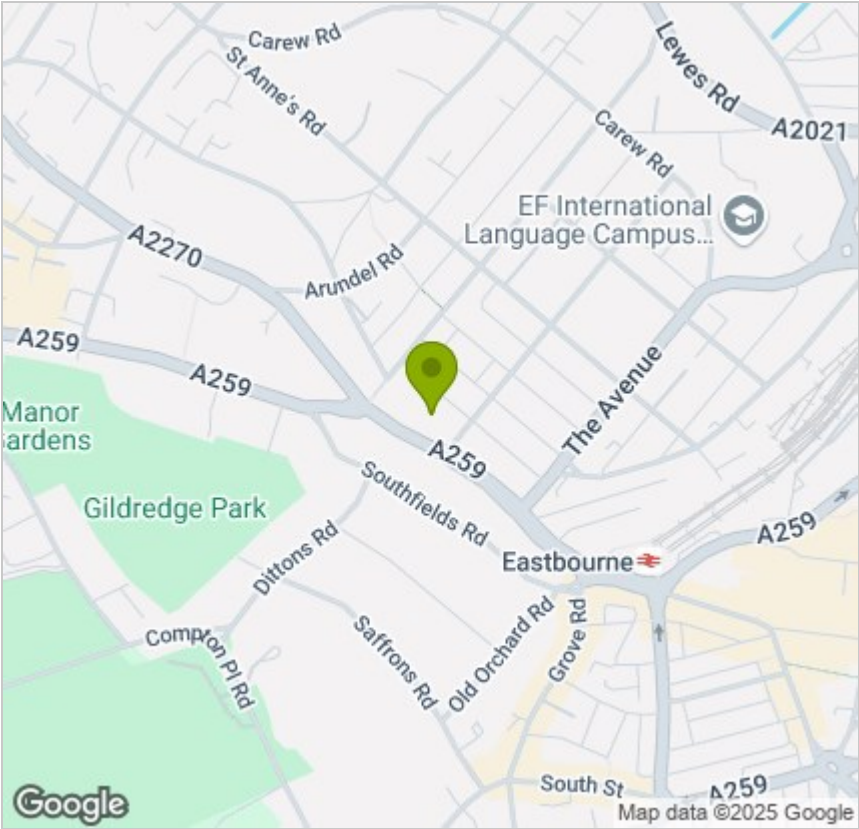 Carew Rd
St Anne's Rd
Lewes Rd
A2021
Carew Rd
EF International
Language Campus...
A2270
Arundel Rd
A259
A259
The Avenue
Manor
Gardens
A259
Gildredge Park
Southfields Rd
A259
Dittons Rd
Eastbourne
Compton Pl Rd
Saffrons Rd
Old Orchard Rd
Grove Rd
South St
A259
Google
Map data ©2025 Google